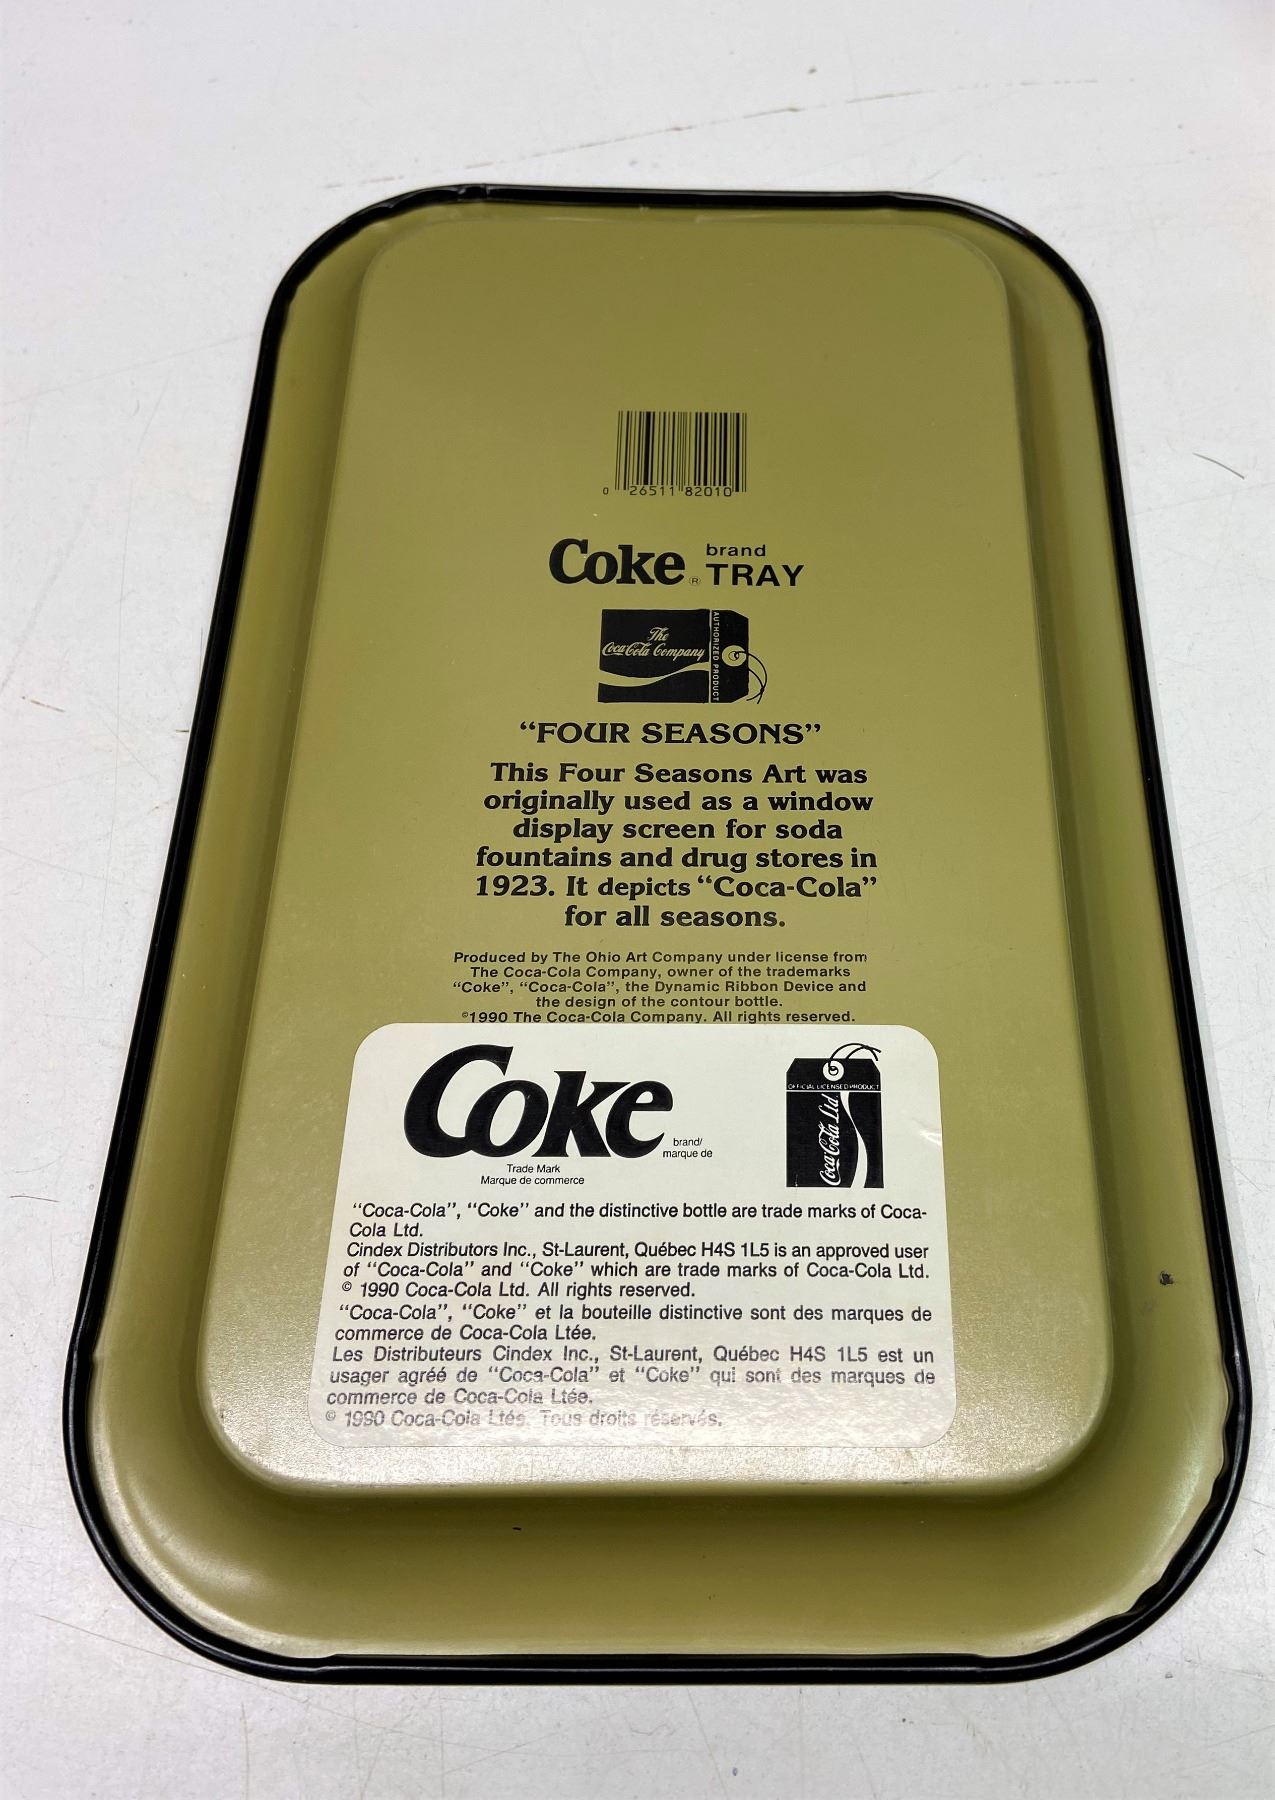 0 26511 82010
Coke® brand TRAY
The Coca-Cola Company
AUTHORIZED PRODUCT
“FOUR SEASONS”
This Four Seasons Art was
originally used as a window
display screen for soda
fountains and drug stores in
1923. It depicts “Coca-Cola”
for all seasons.
Produced by The Ohio Art Company under license from
The Coca-Cola Company, owner of the trademarks
“Coke”, “Coca-Cola”, the Dynamic Ribbon Device and
the design of the contour bottle.
©1990 The Coca-Cola Company. All rights reserved.
Coke brand/
marque de
Trade Mark
Marque de commerce
OFFICIAL LICENSED PRODUCT
Coca-Cola Ltd
“Coca-Cola”, “Coke” and the distinctive bottle are trade marks of Coca-
Cola Ltd.
Cindex Distributors Inc., St-Laurent, Québec H4S 1L5 is an approved user
of “Coca-Cola” and “Coke” which are trade marks of Coca-Cola Ltd.
© 1990 Coca-Cola Ltd. All rights reserved.
“Coca-Cola”, “Coke” et la bouteille distinctive sont des marques de
commerce de Coca-Cola Ltée.
Les Distributeurs Cindex Inc., St-Laurent, Québec H4S 1L5 est un
usager agréé de “Coca-Cola” et “Coke” qui sont des marques de
commerce de Coca-Cola Ltée.
© 1990 Coca-Cola Ltée. Tous droits réservés.